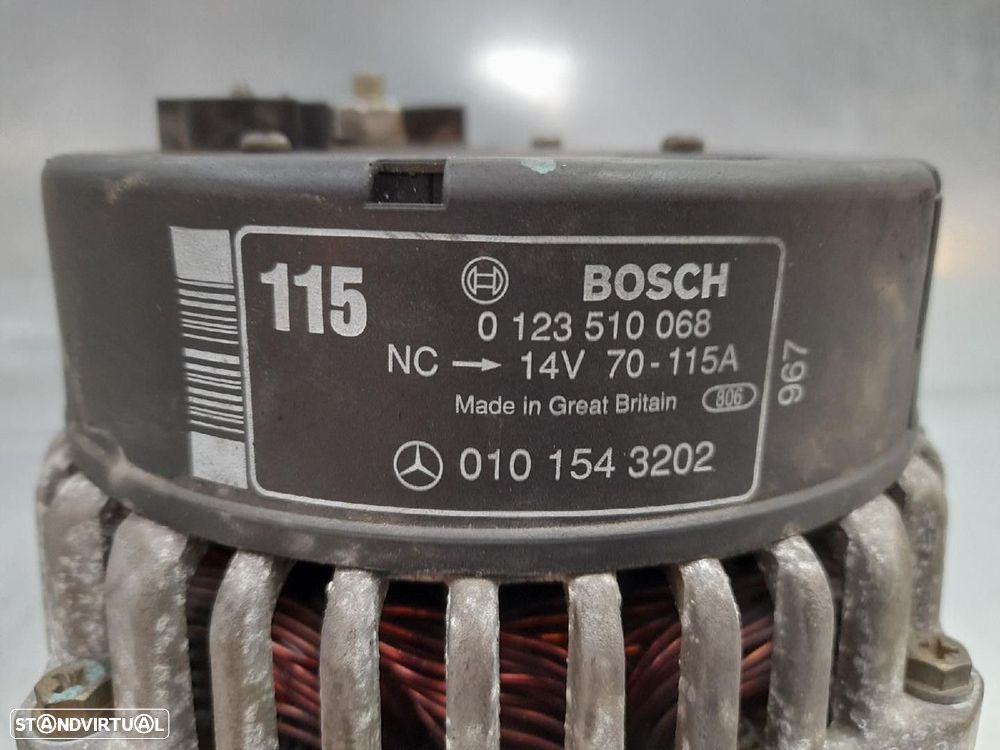 115
BOSCH
0 123 510 068
NC → 14V 70-115A
Made in Great Britain 806
967
010 154 3202
STANDVIRTUAL